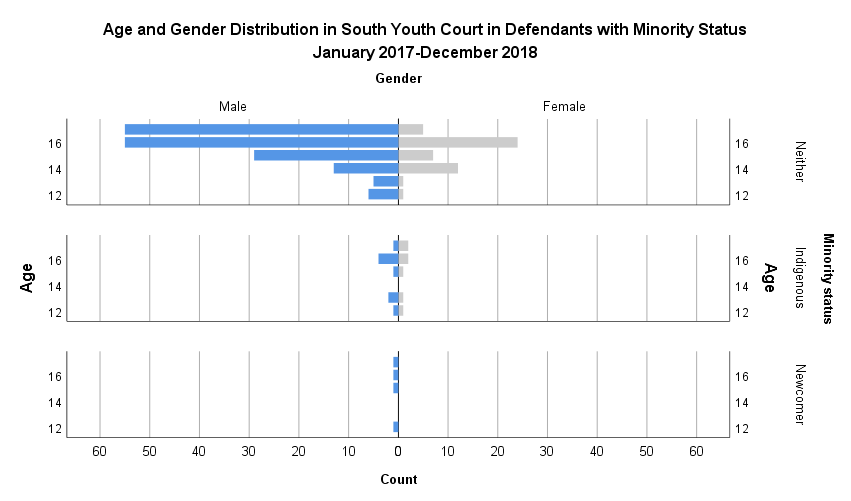 Age and Gender Distribution in South Youth Court in Defendants with Minority Status
January 2017-December 2018
Gender
Male Female
16 16
14 14
12 12
Neither
16 16
14 14
12 12
Indigenous
Age Age
Minority status
16 16
14 14
12 12
Newcomer
60 50 40 30 20 10 0 10 20 30 40 50 60
Count